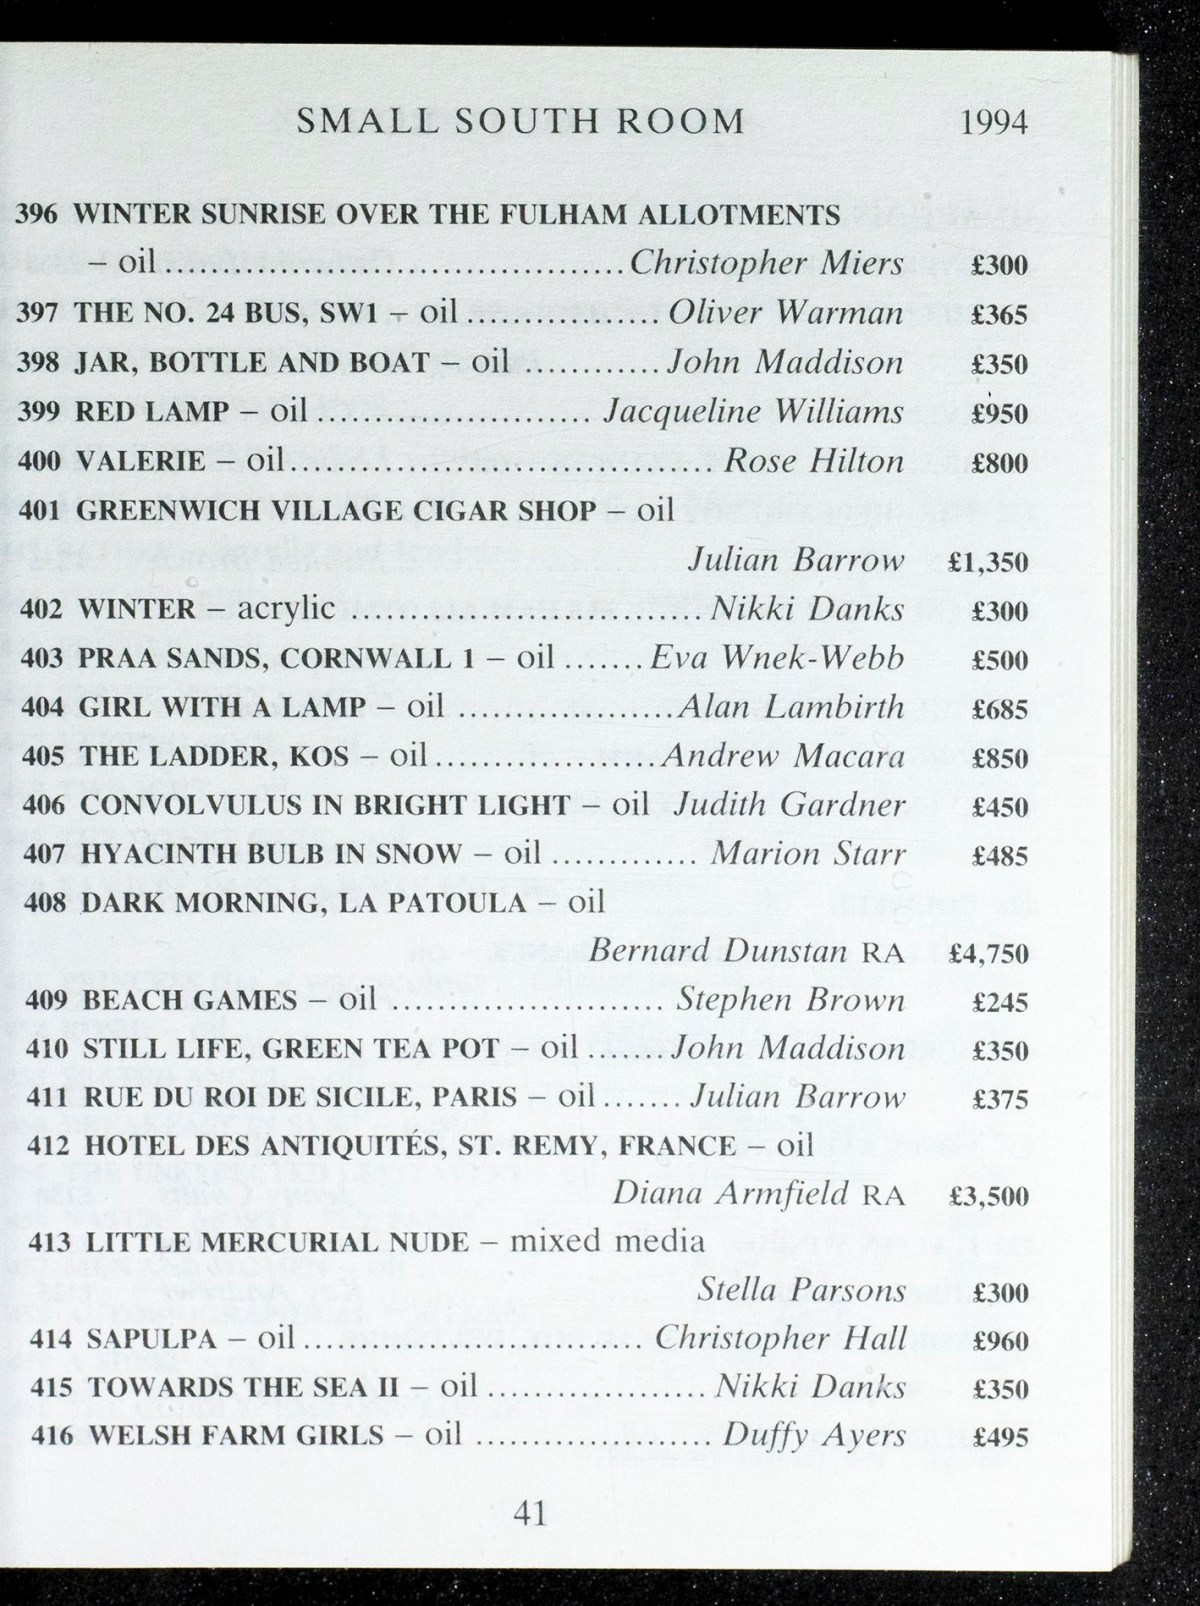 SMALL SOUTH ROOM 1994
396 WINTER SUNRISE OVER THE FULHAM ALLOTMENTS
– oil.....................................Christopher Miers £300
397 THE NO. 24 BUS, SW1 – oil ................ Oliver Warman £365
398 JAR, BOTTLE AND BOAT – oil ............ John Maddison £350
399 RED LAMP – oil ...................... Jacqueline Williams £950
400 VALERIE – oil.................................. Rose Hilton £800
401 GREENWICH VILLAGE CIGAR SHOP – oil
Julian Barrow £1,350
402 WINTER – acrylic .............................. Nikki Danks £300
403 PRAA SANDS, CORNWALL 1 – oil ....... Eva Wnek-Webb £500
404 GIRL WITH A LAMP – oil ...................Alan Lambirth £685
405 THE LADDER, KOS – oil...................Andrew Macara £850
406 CONVOLVULUS IN BRIGHT LIGHT – oil Judith Gardner £450
407 HYACINTH BULB IN SNOW – oil ............. Marion Starr £485
408 DARK MORNING, LA PATOULA – oil
Bernard Dunstan RA £4,750
409 BEACH GAMES – oil ....................... Stephen Brown £245
410 STILL LIFE, GREEN TEA POT – oil .......John Maddison £350
411 RUE DU ROI DE SICILE, PARIS – oil....... Julian Barrow £375
412 HOTEL DES ANTIQUITÉS, ST. REMY, FRANCE – oil
Diana Armfield RA £3,500
413 LITTLE MERCURIAL NUDE – mixed media
Stella Parsons £300
414 SAPULPA – oil ............................ Christopher Hall £960
415 TOWARDS THE SEA II – oil ................... Nikki Danks £350
416 WELSH FARM GIRLS – oil .................... Duffy Ayers £495
41